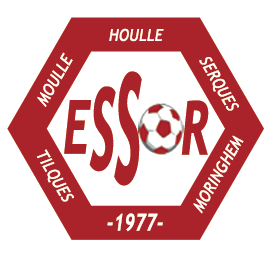 MOULLE
HOULLE
SERQUES
ESSOR
TILQUES
MORINGHEM
-1977-